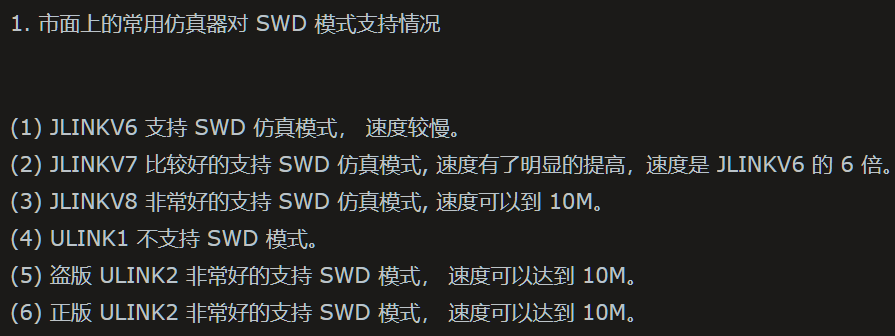 1. 市面上的常用仿真器对 SWD 模式支持情况
(1) JLINKV6 支持 SWD 仿真模式， 速度较慢。
(2) JLINKV7 比较好的支持 SWD 仿真模式, 速度有了明显的提高，速度是 JLINKV6 的 6 倍。
(3) JLINKV8 非常好的支持 SWD 仿真模式, 速度可以到 10M。
(4) ULINK1 不支持 SWD 模式。
(5) 盗版 ULINK2 非常好的支持 SWD 模式， 速度可以达到 10M。
(6) 正版 ULINK2 非常好的支持 SWD 模式， 速度可以达到 10M。